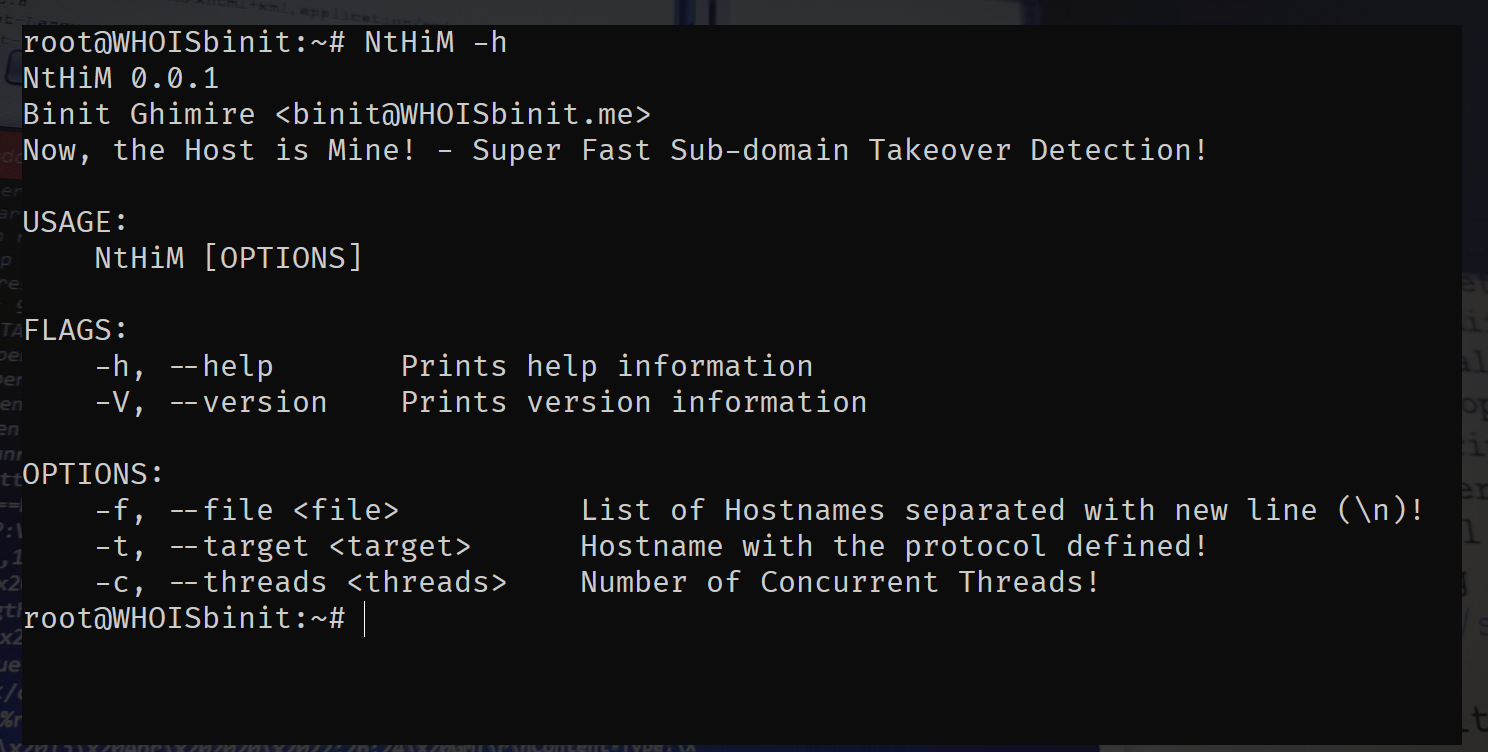 root@WHOISbinit:~# NtHiM -h
NtHiM 0.0.1
Binit Ghimire <binit@WHOISbinit.me>
Now, the Host is Mine! - Super Fast Sub-domain Takeover Detection!
USAGE:
NtHiM [OPTIONS]
FLAGS:
-h, --help Prints help information
-V, --version Prints version information
OPTIONS:
-f, --file <file> List of Hostnames separated with new line (\n)!
-t, --target <target> Hostname with the protocol defined!
-c, --threads <threads> Number of Concurrent Threads!
root@WHOISbinit:~#